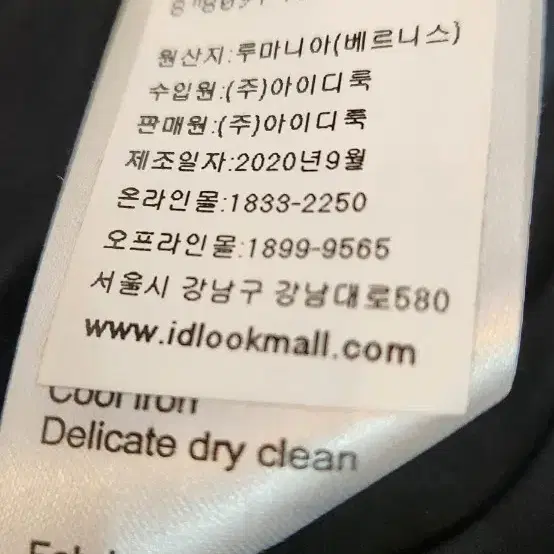 원산지:루마니아(베르니스)
수입원:(주)아이디룩
판매원:(주)아이디룩
제조일자:2020년9월
온라인몰:1833-2250
오프라인몰:1899-9565
서울시 강남구 강남대로580
www.idlookmall.com
Cool iron
Delicate dry clean